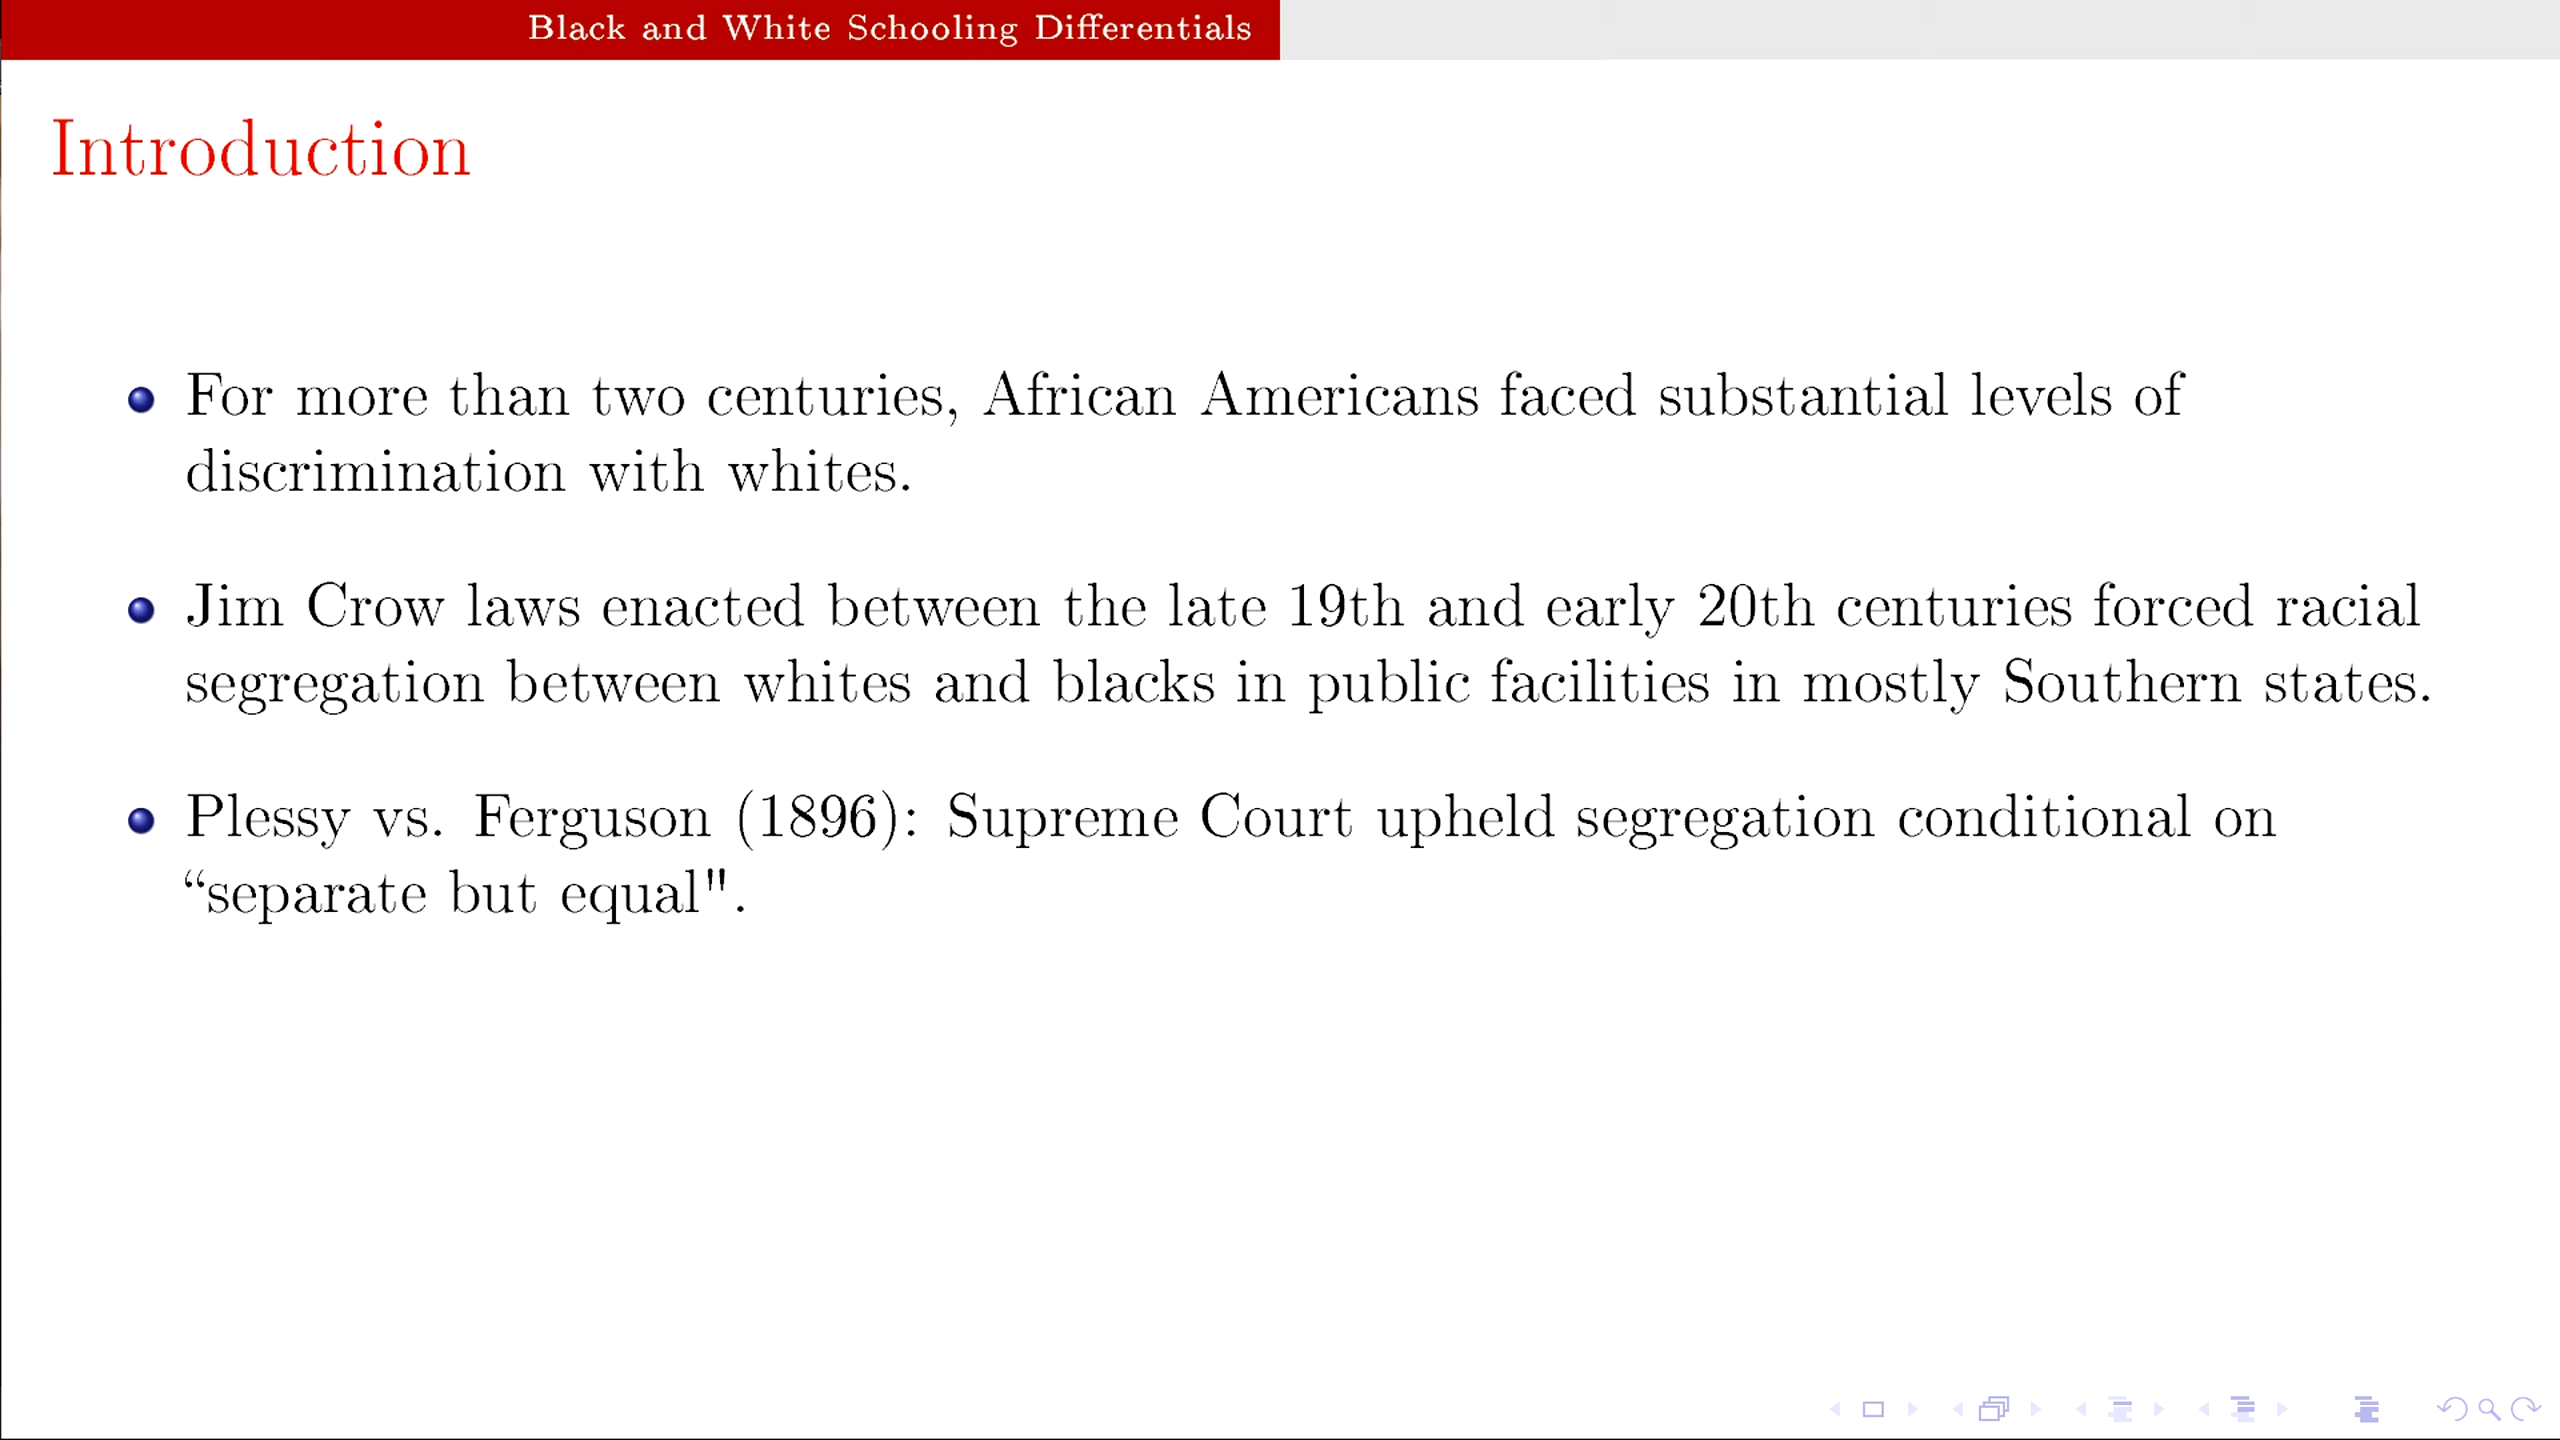 Black and White Schooling Differentials
Introduction
For more than two centuries, African Americans faced substantial levels of
discrimination with whites.
Jim Crow laws enacted between the late 19th and early 20th centuries forced racial
segregation between whites and blacks in public facilities in mostly Southern states.
Plessy vs. Ferguson (1896): Supreme Court upheld segregation conditional on
“separate but equal".